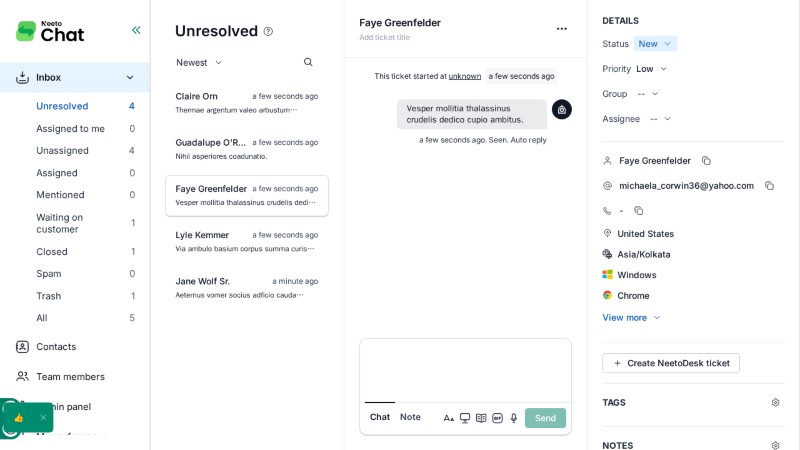 Neeto
Chat
Inbox
Unresolved 4
Assigned to me 0
Unassigned 4
Assigned 0
Mentioned 0
Waiting on
customer 1
Closed 1
Spam 0
Trash 1
All 5
Contacts
Team members
in panel
Unresolved
Newest
Claire Orn a few seconds ago
Thermae argentum valeo arbustum···
Guadalupe O'R... a few seconds ago
Nihil asperiores coadunatio.
Faye Greenfelder a few seconds ago
Vesper mollitia thalassinus crudelis dedi···
Lyle Kemmer a few seconds ago
Via ambulo basium corpus summa curis···
Jane Wolf Sr. a minute ago
Aeternus vomer socius adficio cauda···
Faye Greenfelder
Add ticket title
This ticket started at unknown a few seconds ago
Vesper mollitia thalassinus
crudelis dedico cupio ambitus.
a few seconds ago. Seen. Auto reply
Chat Note
GIF
Send
DETAILS
Status New
Priority Low
Group --
Assignee --
Faye Greenfelder
michaela_corwin36@yahoo.com
-
United States
Asia/Kolkata
Windows
Chrome
View more
+ Create NeetoDesk ticket
TAGS
NOTES